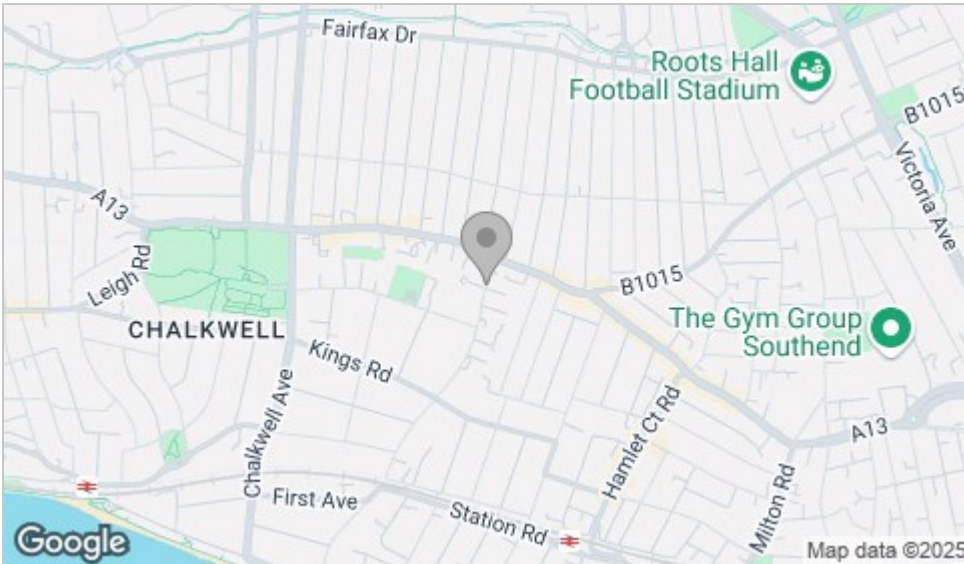 Fairfax Dr
Roots Hall
Football Stadium
B1015
Victoria Ave
A13
Leigh Rd
CHALKWELL
B1015
The Gym Group
Southend
Kings Rd
Chalkwell Ave
Hamlet Ct Rd
A13
First Ave
Station Rd
Milton Rd
Google
Map data ©2025